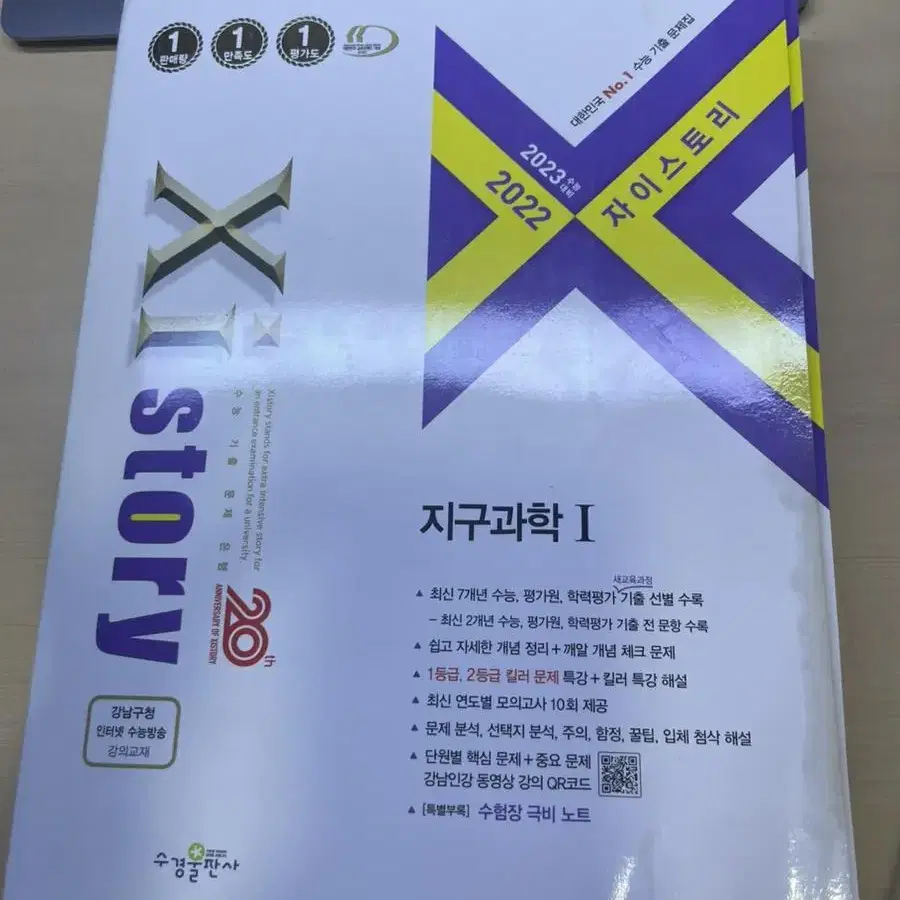 1
판매량
1
만족도
1
평가도
대한민국 No.1 수능 기출 문제집
2023 수능대비
2022
자이스토리
Xi story
Xistory stands for extra intensive story for
an entrance examination for a university.
수능 기출 문제 은행
20th
ANNIVERSARY OF XISTORY
지구과학 I
새교육과정
▲ 최신 7개년 수능, 평가원, 학력평가 기출 선별 수록
– 최신 2개년 수능, 평가원, 학력평가 기출 전 문항 수록
▲ 쉽고 자세한 개념 정리 + 깨알 개념 체크 문제
▲ 1등급, 2등급 킬러 문제 특강 + 킬러 특강 해설
▲ 최신 연도별 모의고사 10회 제공
▲ 문제 분석, 선택지 분석, 주의, 함정, 꿀팁, 입체 첨삭 해설
▲ 단원별 핵심 문제 + 중요 문제
강남인강 동영상 강의 QR코드
▲ [특별부록] 수험장 극비 노트
강남구청
인터넷 수능방송
강의교재
수경출판사